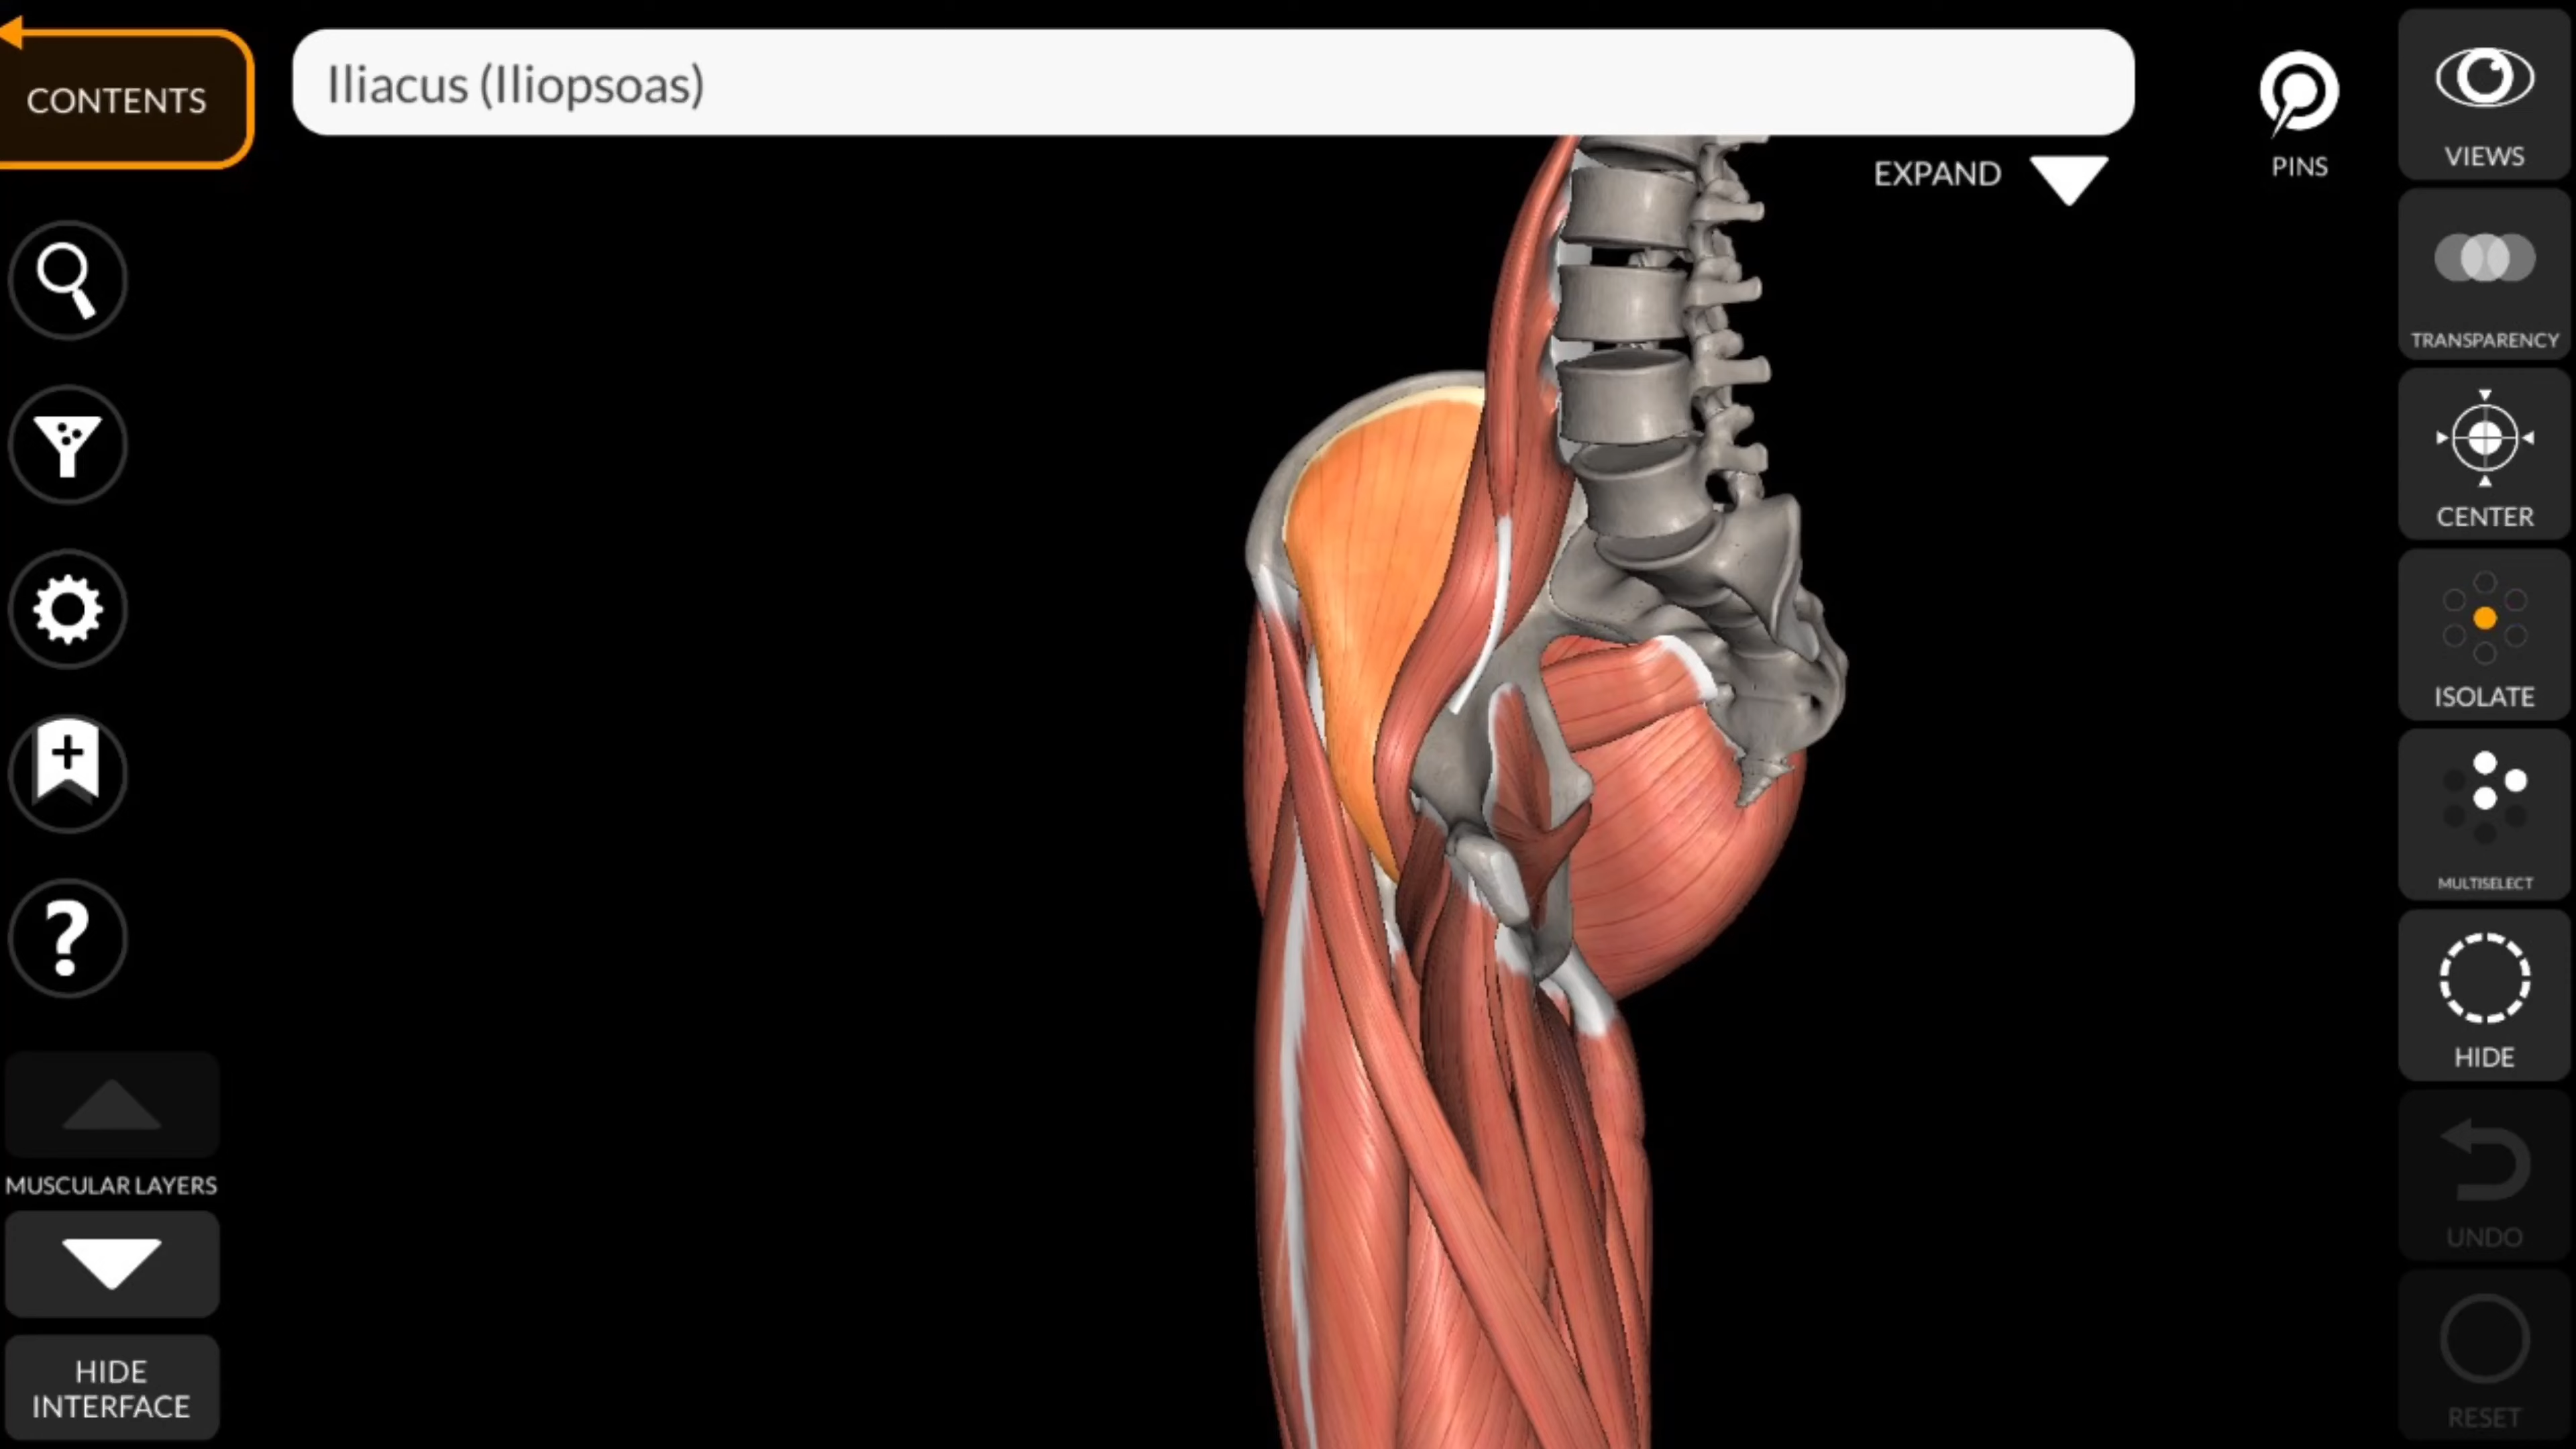 CONTENTS
Iliacus (Iliopsoas)
EXPAND
PINS
VIEWS
TRANSPARENCY
CENTER
ISOLATE
MULTISELECT
HIDE
UNDO
RESET
?
MUSCULAR LAYERS
HIDE
INTERFACE